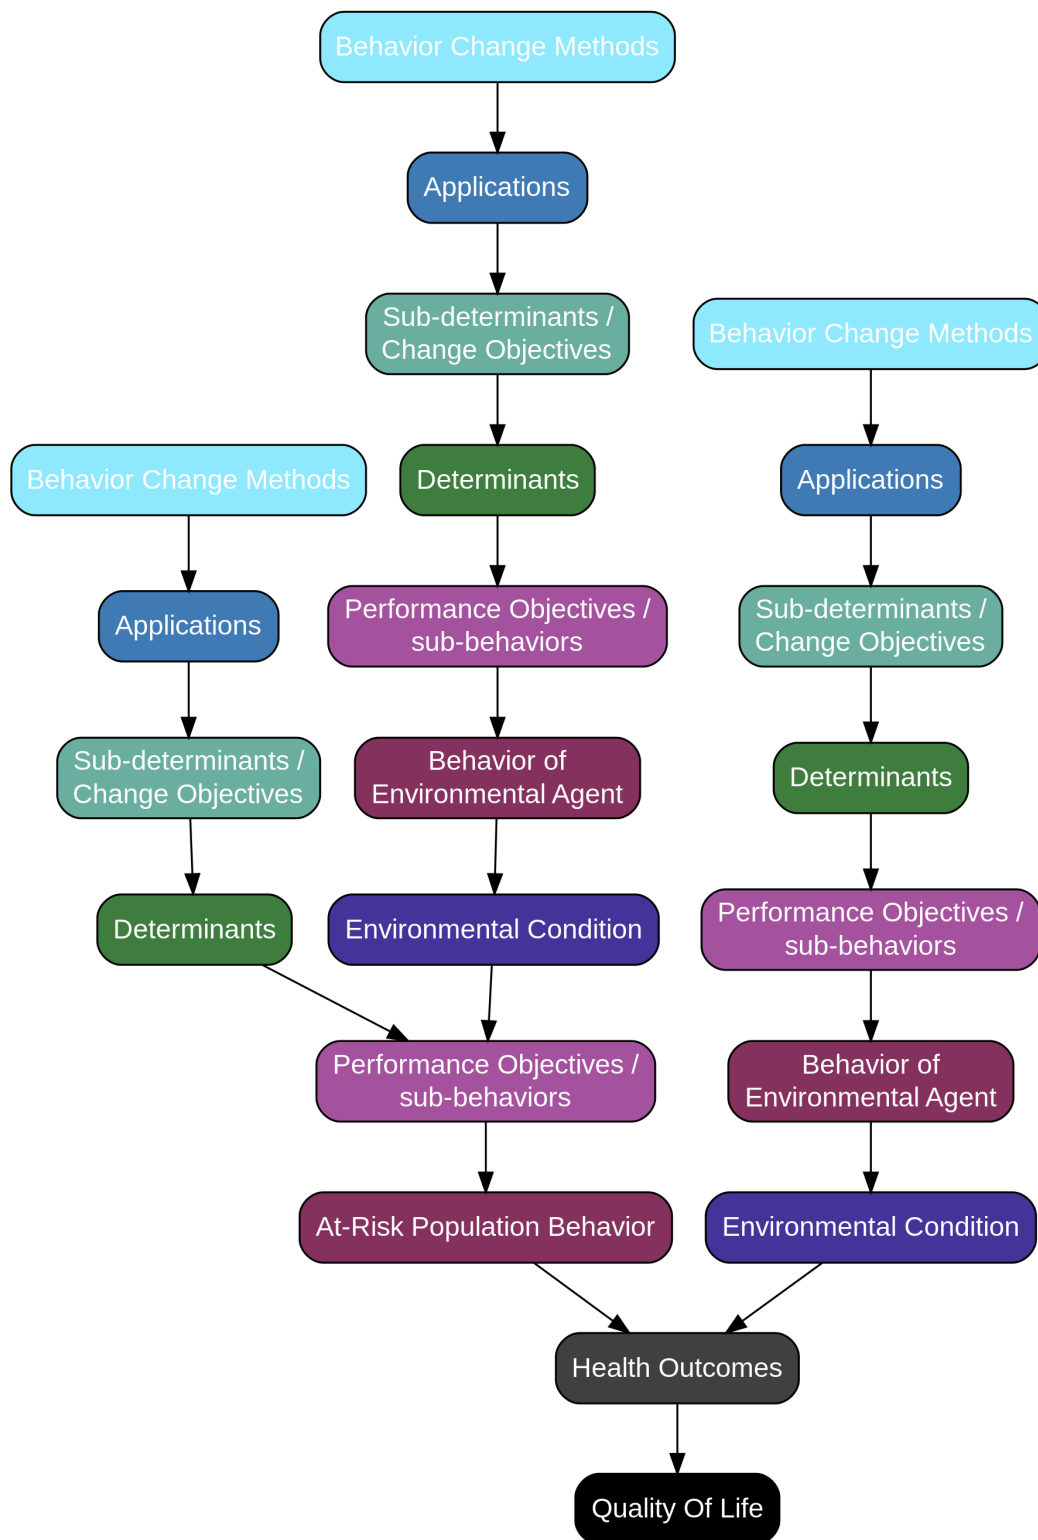 Behavior Change Methods
Applications
Sub-determinants /
Change Objectives
Behavior Change Methods
Behavior Change Methods
Determinants
Applications
Performance Objectives /
sub-behaviors
Applications
Sub-determinants /
Change Objectives
Sub-determinants /
Change Objectives
Behavior of
Environmental Agent
Determinants
Determinants
Environmental Condition
Performance Objectives /
sub-behaviors
Performance Objectives /
sub-behaviors
Behavior of
Environmental Agent
At-Risk Population Behavior
Environmental Condition
Health Outcomes
Quality Of Life